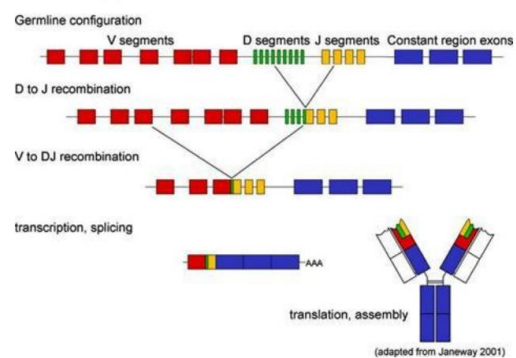 Germline configuration
V segments D segments J segments Constant region exons
D to J recombination
V to DJ recombination
transcription, splicing
AAA
translation, assembly
(adapted from Janeway 2001)